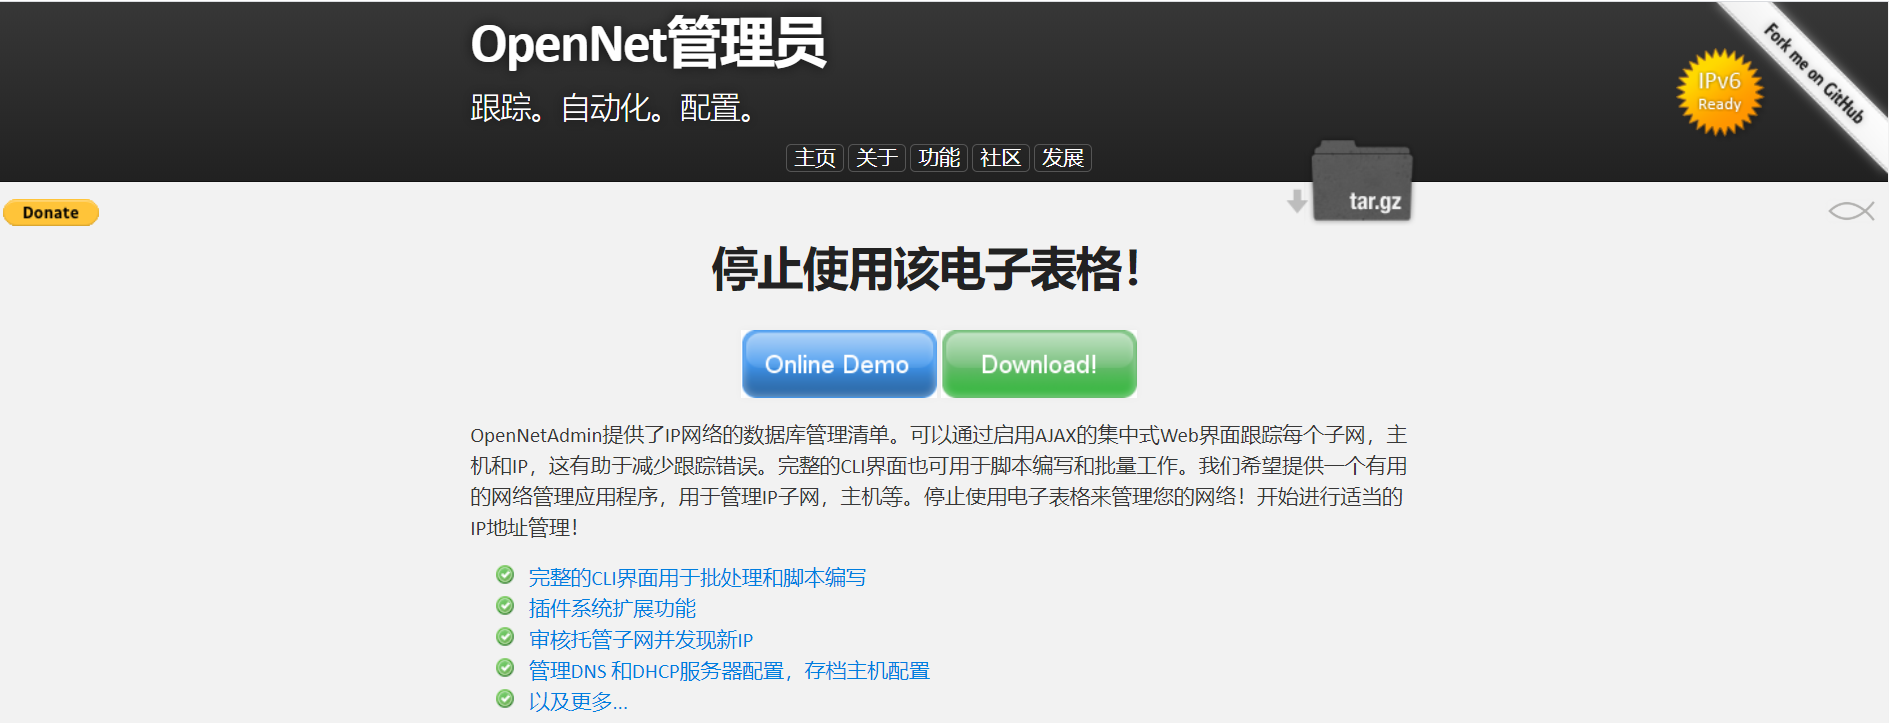 OpenNet管理员
跟踪。自动化。配置。
IPv6
Ready
Fork me on GitHub
主页 关于 功能 社区 发展
tar.gz
Donate
停止使用该电子表格！
Online Demo Download!
OpenNetAdmin提供了IP网络的数据库管理清单。可以通过启用AJAX的集中式Web界面跟踪每个子网，主
机和IP，这有助于减少跟踪错误。完整的CLI界面也可用于脚本编写和批量工作。我们希望提供一个有用
的网络管理应用程序，用于管理IP子网，主机等。停止使用电子表格来管理您的网络！开始进行适当的
IP地址管理！
完整的CLI界面用于批处理和脚本编写
插件系统扩展功能
审核托管子网并发现新IP
管理DNS 和DHCP服务器配置，存档主机配置
以及更多...